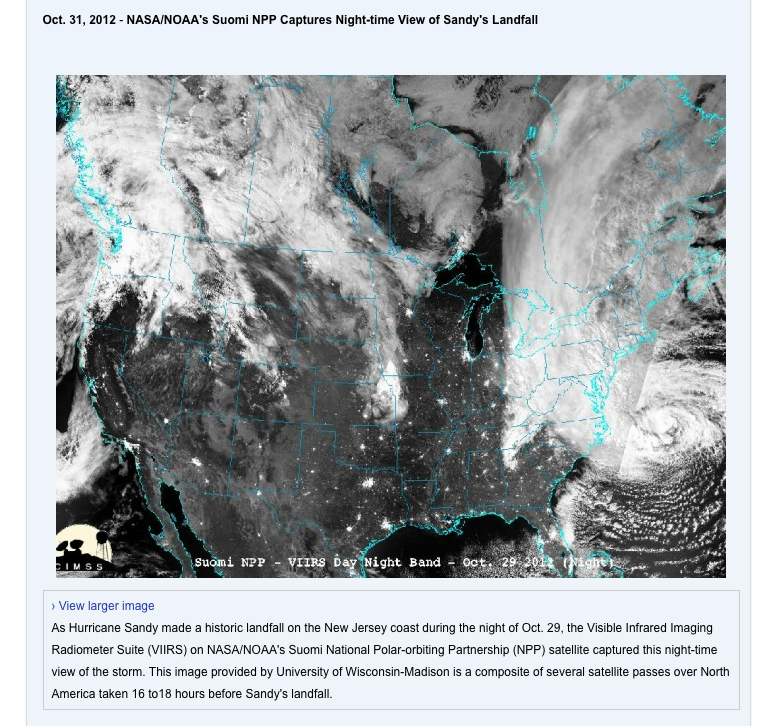 Oct. 31, 2012 - NASA/NOAA's Suomi NPP Captures Night-time View of Sandy's Landfall
CIMSS
Suomi NPP - VIIRS Day Night Band - Oct. 29 2012 (Night)
› View larger image
As Hurricane Sandy made a historic landfall on the New Jersey coast during the night of Oct. 29, the Visible Infrared Imaging
Radiometer Suite (VIIRS) on NASA/NOAA's Suomi National Polar-orbiting Partnership (NPP) satellite captured this night-time
view of the storm. This image provided by University of Wisconsin-Madison is a composite of several satellite passes over North
America taken 16 to18 hours before Sandy's landfall.